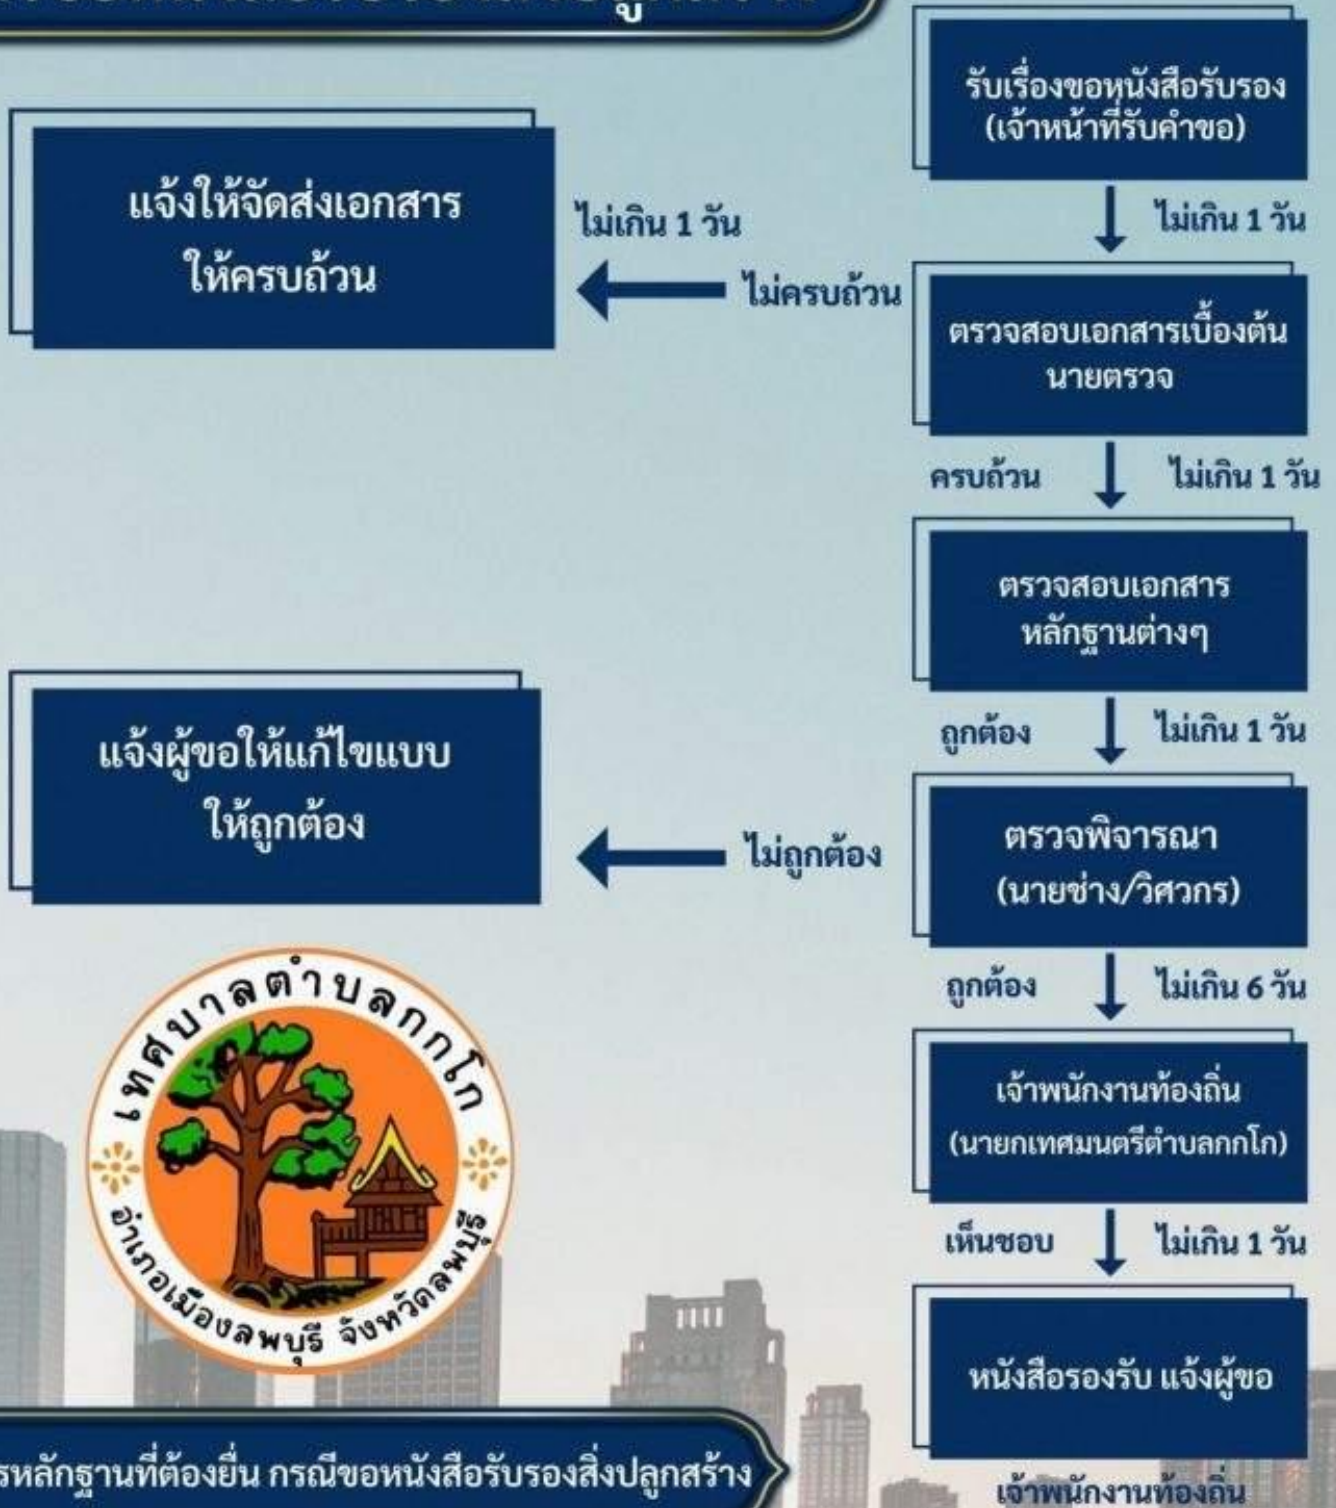 รับเรื่องขอหนังสือรับรอง
(เจ้าหน้าที่รับคำขอ)
ไม่เกิน 1 วัน
แจ้งให้จัดส่งเอกสาร
ให้ครบถ้วน
ไม่เกิน 1 วัน
ไม่ครบถ้วน
ตรวจสอบเอกสารเบื้องต้น
นายตรวจ
ครบถ้วน
ไม่เกิน 1 วัน
ตรวจสอบเอกสาร
หลักฐานต่างๆ
ถูกต้อง
ไม่เกิน 1 วัน
แจ้งผู้ขอให้แก้ไขแบบ
ให้ถูกต้อง
ไม่ถูกต้อง
ตรวจพิจารณา
(นายช่าง/วิศวกร)
ถูกต้อง
ไม่เกิน 6 วัน
เทศบาลตำบลกกโก
อำเภอเมืองลพบุรี จังหวัดลพบุรี
เจ้าพนักงานท้องถิ่น
(นายกเทศมนตรีตำบลกกโก)
เห็นชอบ
ไม่เกิน 1 วัน
หนังสือรองรับ แจ้งผู้ขอ
รหลักฐานที่ต้องยื่น กรณีขอหนังสือรับรองสิ่งปลูกสร้าง
เจ้าพนักงานท้องถิ่น